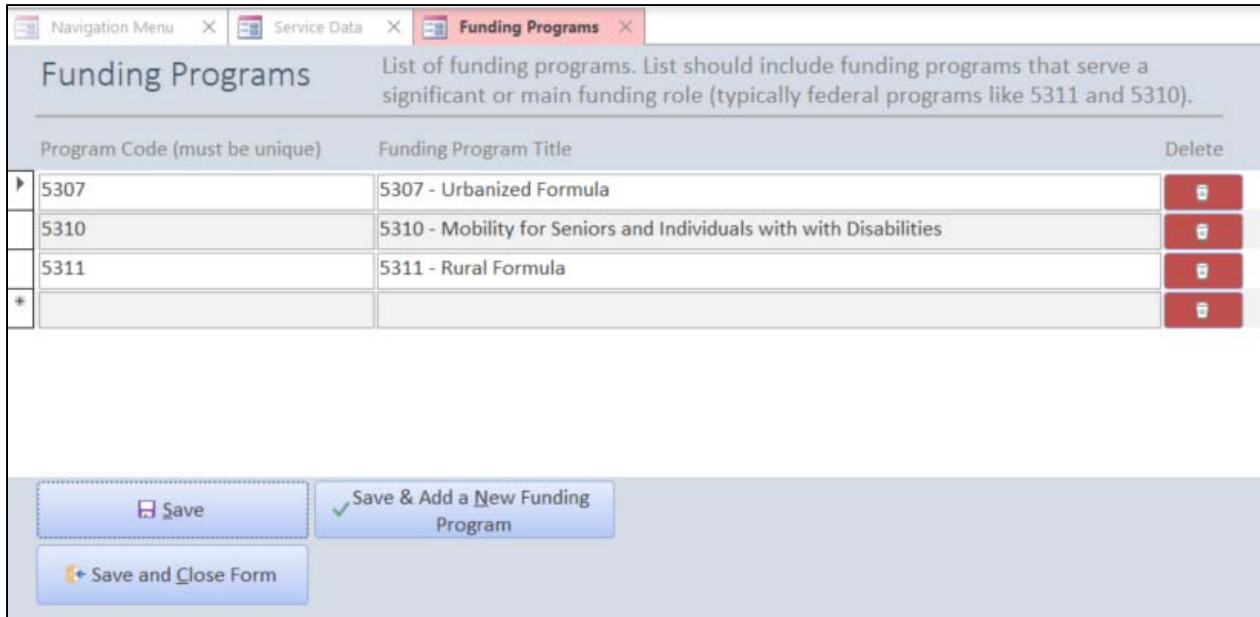 Navigation Menu Service Data Funding Programs
Funding Programs
List of funding programs. List should include funding programs that serve a
significant or main funding role (typically federal programs like 5311 and 5310).
Program Code (must be unique) Funding Program Title Delete
5307 5307 - Urbanized Formula
5310 5310 - Mobility for Seniors and Individuals with with Disabilities
5311 5311 - Rural Formula
*
Save
Save & Add a New Funding
Program
Save and Close Form